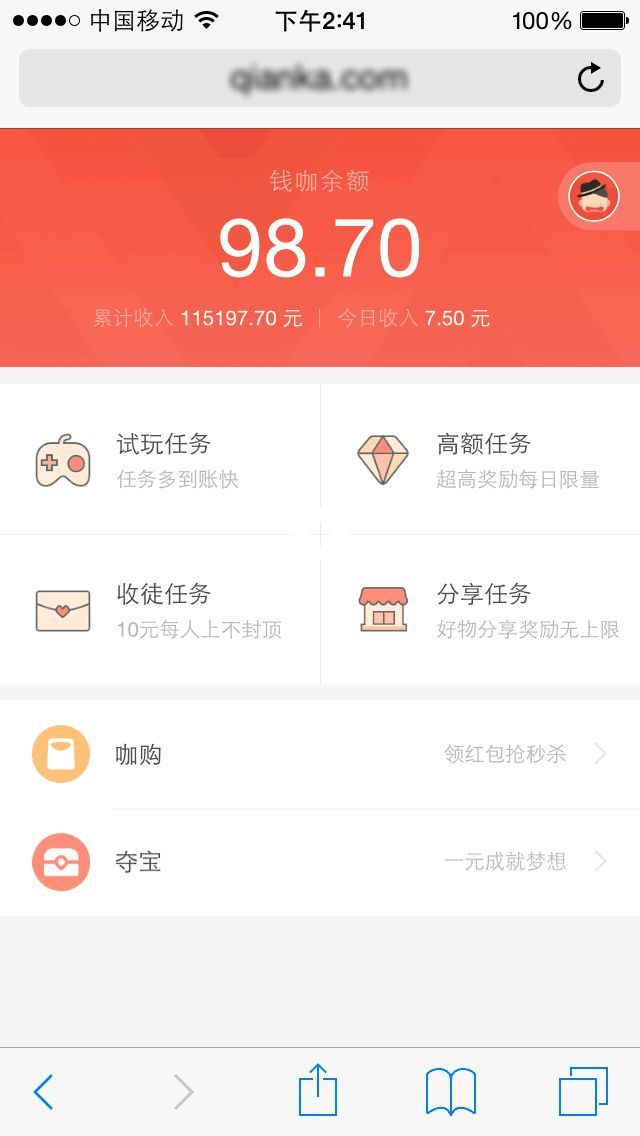 中国移动 下午2:41 100%
qianka.com
钱咖余额
98.70
累计收入 115197.70 元 | 今日收入 7.50 元
试玩任务
任务多到账快
高额任务
超高奖励每日限量
收徒任务
10元每人上不封顶
分享任务
好物分享奖励无上限
咖购
领红包抢秒杀
夺宝
一元成就梦想